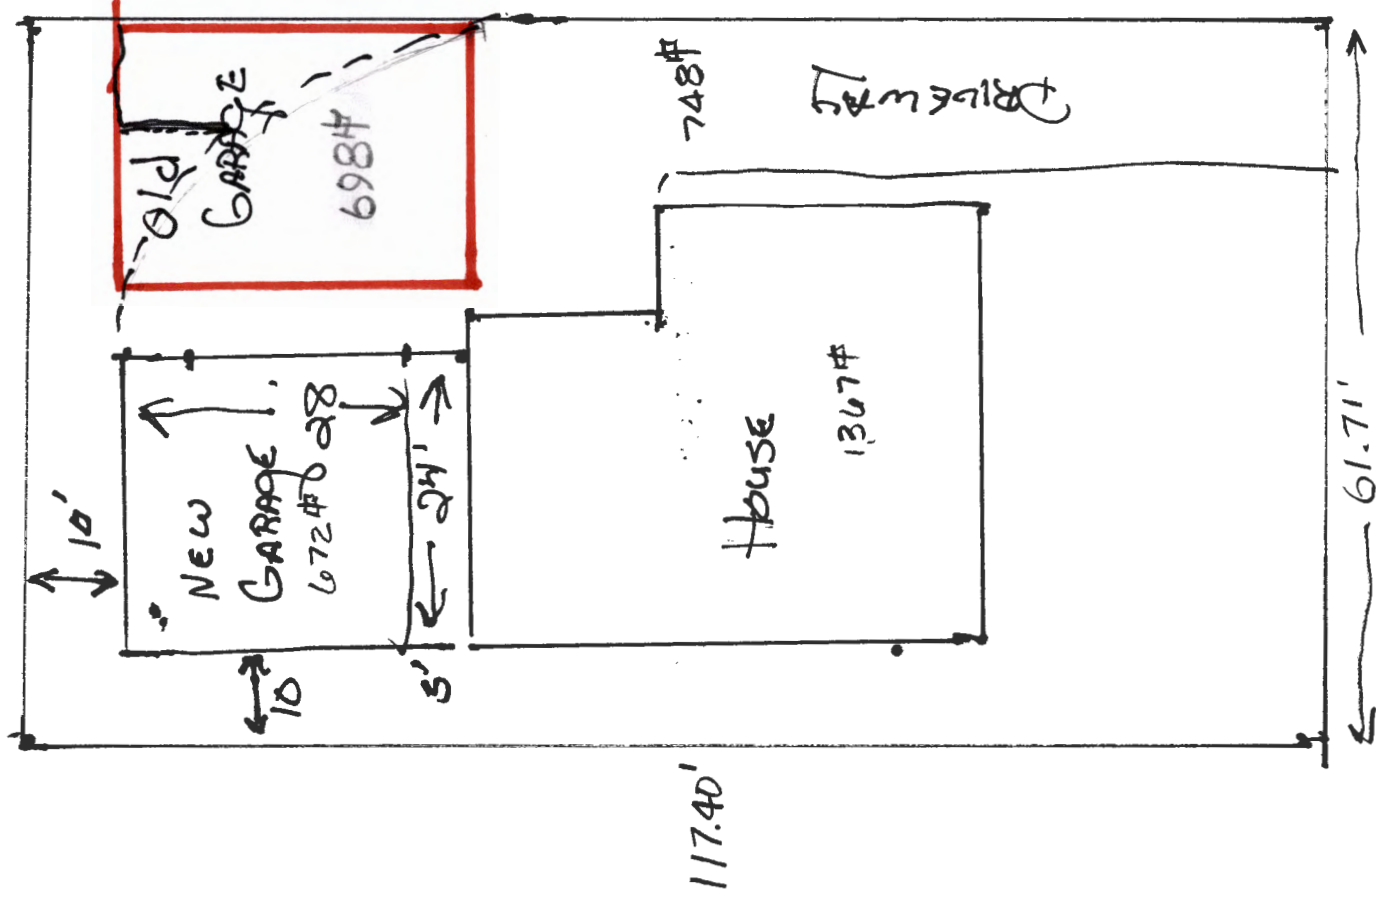 Old
GARAGE
698#
748#
DRIVEWAY
NEW
GARAGE
672#
28
24'
10'
10
5'
HOUSE
1367#
61.71'
117.40'